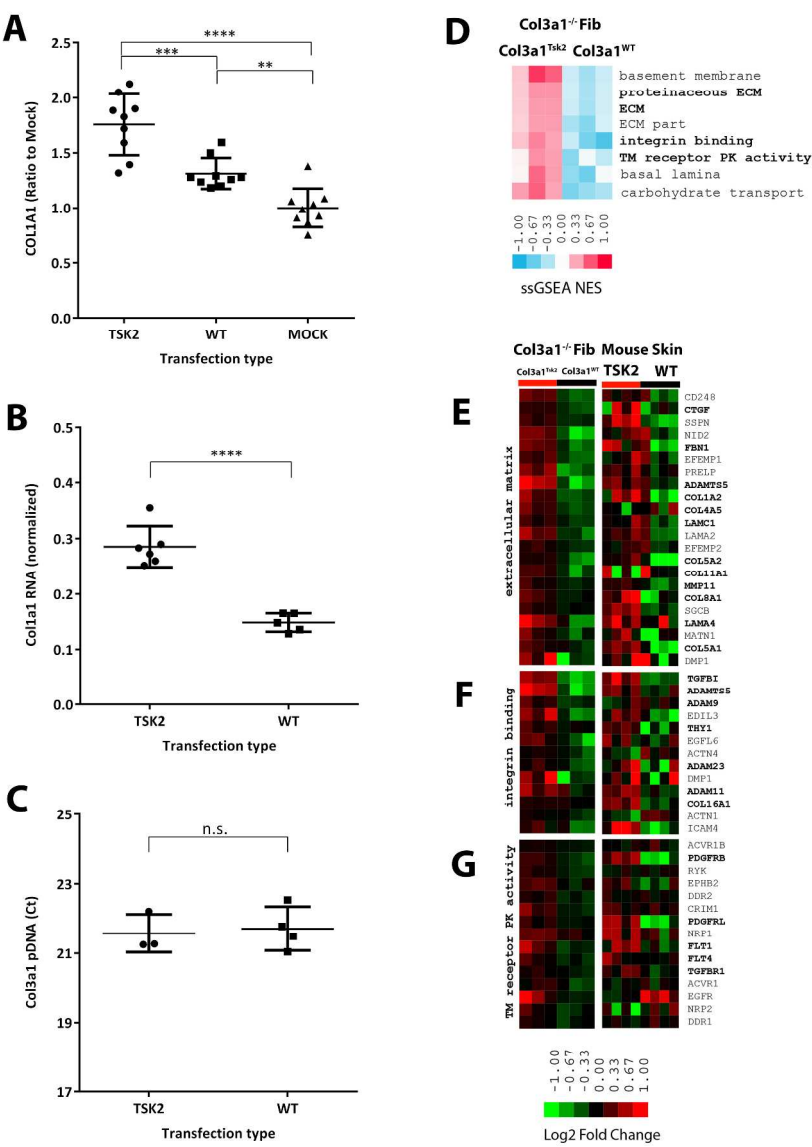 A
2.5
2.0
1.5
1.0
0.5
0.0
COL1A1 (Ratio to Mock)
****
***
**
TSK2 WT MOCK
Transfection type
B
0.5
0.4
0.3
0.2
0.1
0.0
Col1a1 RNA (normalized)
****
TSK2 WT
Transfection type
C
25
23
21
19
17
Col3a1 pDNA (Ct)
n.s.
TSK2 WT
Transfection type
D
Col3a1-/- Fib
Col3a1Tsk2 Col3a1WT
basement membrane
proteinaceous ECM
ECM
ECM part
integrin binding
TM receptor PK activity
basal lamina
carbohydrate transport
-1.00
-0.67
-0.33
0.00
0.33
0.67
1.00
ssGSEA NES
Col3a1-/- Fib Mouse Skin
Col3a1Tsk2 Col3a1WT TSK2 WT
E
extracellular matrix
CD248
CTGF
SSPN
NID2
FBN1
EFEMP1
PRELP
ADAMTS5
COL1A2
COL4A5
LAMC1
LAMA2
EFEMP2
COL5A2
COL11A1
MMP11
COL8A1
SGCB
LAMA4
MATN1
COL5A1
DMP1
F
integrin binding
TGFBI
ADAMTS5
ADAM9
EDIL3
THY1
EGFL6
ACTN4
ADAM23
DMP1
ADAM11
COL16A1
ACTN1
ICAM4
G
TM receptor PK activity
ACVR1B
PDGFRB
RYK
EPHB2
DDR2
CRIM1
PDGFRL
NRP1
FLT1
FLT4
TGFBR1
ACVR1
EGFR
NRP2
DDR1
-1.00
-0.67
-0.33
0.00
0.33
0.67
1.00
Log2 Fold Change